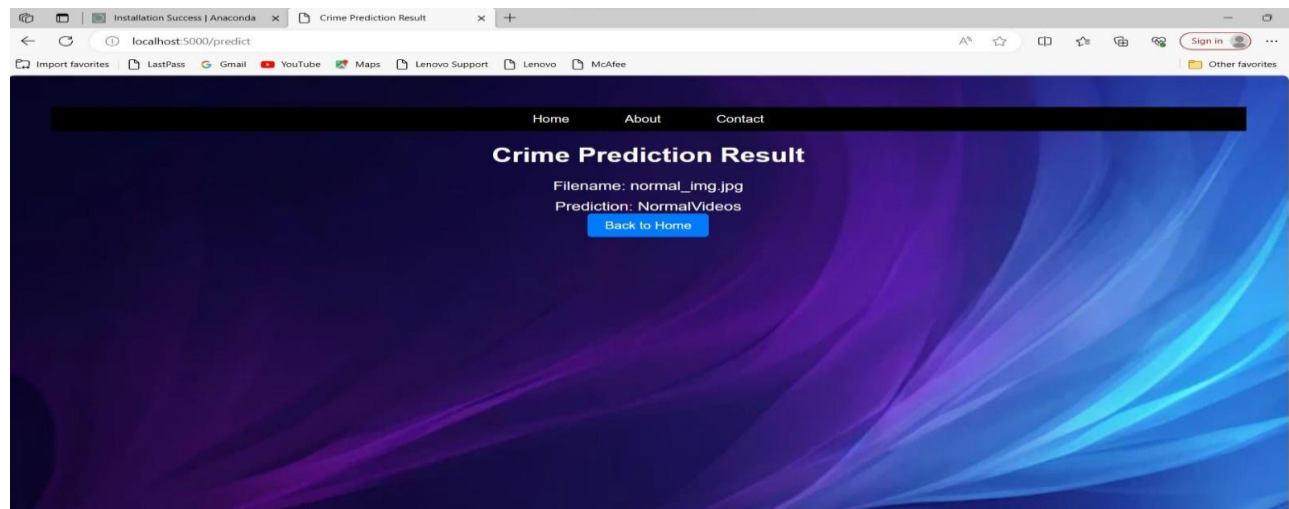 Installation Success | Anaconda
Crime Prediction Result
localhost:5000/predict
Sign in
Import favorites LastPass Gmail YouTube Maps Lenovo Support Lenovo McAfee Other favorites
Home About Contact
Crime Prediction Result
Filename: normal_img.jpg
Prediction: NormalVideos
Back to Home